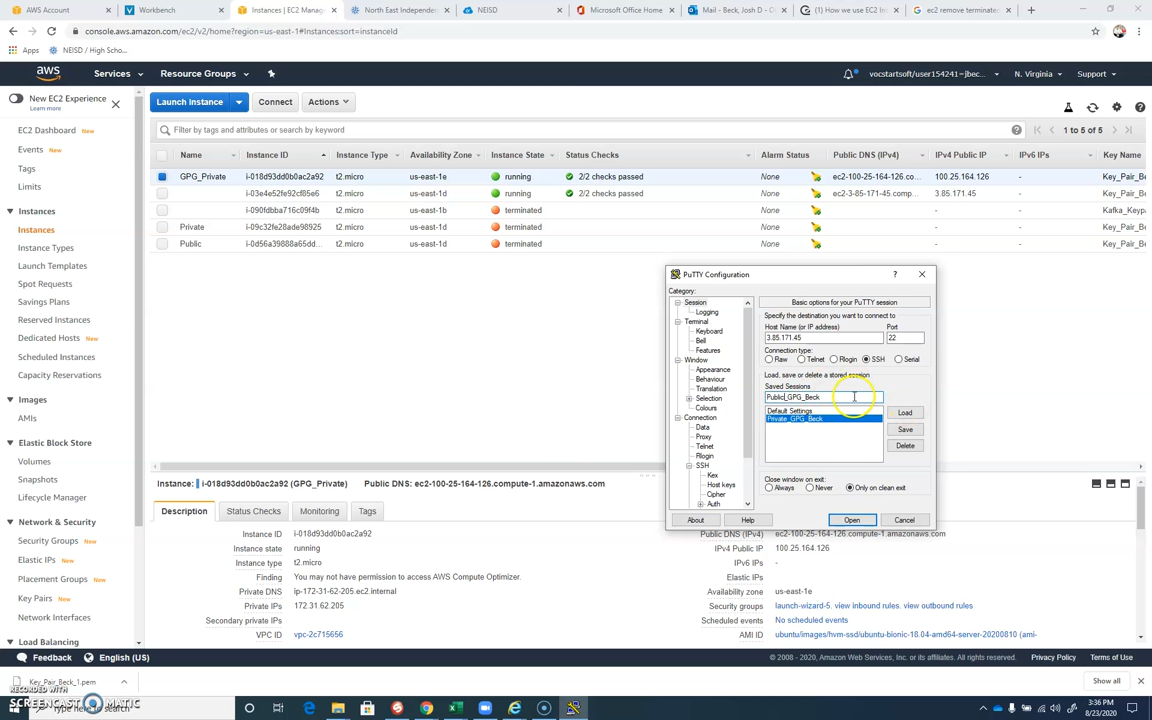 AWS Account
Workbench
Instances | EC2 Manag
North East Independen
NEISD
Microsoft Office Home
Mail - Beck, Josh D - Ou
(1) How we use EC2 Ins
ec2 remove terminated
console.aws.amazon.com/ec2/v2/home?region=us-east-1#Instances:sort=instanceId
Apps
NEISD / High Schoo...
aws
Services
Resource Groups
vocstartsoft/user154241=jbec...
N. Virginia
Support
New EC2 Experience
Learn more
EC2 Dashboard New
Events New
Tags
Limits
Instances
Instances
Instance Types
Launch Templates
Spot Requests
Savings Plans
Reserved Instances
Dedicated Hosts New
Scheduled Instances
Capacity Reservations
Images
AMIs
Elastic Block Store
Volumes
Snapshots
Lifecycle Manager
Network & Security
Security Groups New
Elastic IPs New
Placement Groups New
Key Pairs New
Network Interfaces
Load Balancing
Launch Instance
Connect
Actions
Filter by tags and attributes or search by keyword
1 to 5 of 5
Name Instance ID Instance Type Availability Zone Instance State Status Checks Alarm Status Public DNS (IPv4) IPv4 Public IP IPv6 IPs Key Name
GPG_Private i-018d93dd0b0ac2a92 t2.micro us-east-1e running 2/2 checks passed None ec2-100-25-164-126.co... 100.25.164.126 - Key_Pair_Be
i-03e4e52fe92cf85e6 t2.micro us-east-1d running 2/2 checks passed None ec2-3-85-171-45.compu... 3.85.171.45 - Key_Pair_Be
i-090fdbba716c09f4b t2.micro us-east-1b terminated None - - Kafka_Keypa
Private i-09c32fe28ade98925 t2.micro us-east-1d terminated None - - Key_Pair_Be
Public i-0d56a39888a65dd... t2.micro us-east-1d terminated None - - Key_Pair_Be
PuTTY Configuration
?
Category:
Session
Logging
Terminal
Keyboard
Bell
Features
Window
Appearance
Behaviour
Translation
Selection
Colours
Connection
Data
Proxy
Telnet
Rlogin
SSH
Kex
Host keys
Cipher
Auth
Basic options for your PuTTY session
Specify the destination you want to connect to
Host Name (or IP address) Port
3.85.171.45 22
Connection type:
Raw Telnet Rlogin SSH Serial
Load, save or delete a stored session
Saved Sessions
Public_GPG_Beck
Default Settings
Private_GPG_Beck
Load
Save
Delete
Close window on exit:
Always Never Only on clean exit
About Help Open Cancel
Instance: i-018d93dd0b0ac2a92 (GPG_Private) Public DNS: ec2-100-25-164-126.compute-1.amazonaws.com
Description Status Checks Monitoring Tags
Instance ID i-018d93dd0b0ac2a92
Instance state running
Instance type t2.micro
Finding You may not have permission to access AWS Compute Optimizer.
Private DNS ip-172-31-62-205.ec2.internal
Private IPs 172.31.62.205
Secondary private IPs
VPC ID vpc-2c715656
Public DNS (IPv4) ec2-100-25-164-126.compute-1.amazonaws.com
IPv4 Public IP 100.25.164.126
IPv6 IPs -
Elastic IPs
Availability zone us-east-1e
Security groups launch-wizard-5. view inbound rules. view outbound rules
Scheduled events No scheduled events
AMI ID ubuntu/images/hvm-ssd/ubuntu-bionic-18.04-amd64-server-20200810 (ami-
Feedback
English (US)
© 2008 - 2020, Amazon Web Services, Inc. or its affiliates. All rights reserved.
Privacy Policy
Terms of Use
Key_Pair_Beck_1.pem
Show all
RECORDED WITH
SCREENCAST MATIC
3:36 PM
8/23/2020